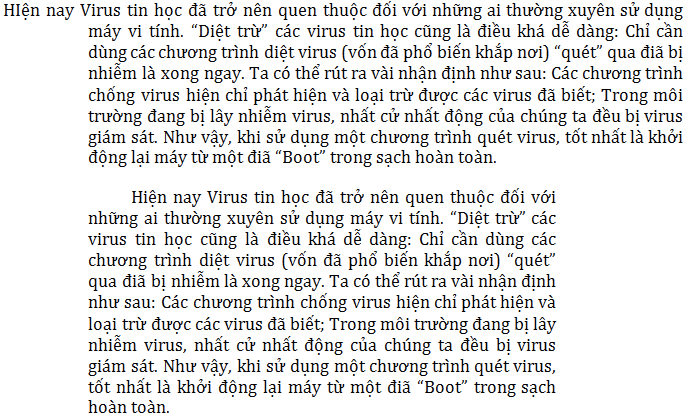 HIện nay Virus tin học đã trở nên quen thuộc đối với những ai thường xuyên sử dụng
máy vi tính. “Diệt trừ” các virus tin học cũng là điều khá dễ dàng: Chỉ cần
dùng các chương trình diệt virus (vốn đã phổ biến khắp nơi) “quét” qua điã bị
nhiễm là xong ngay. Ta có thể rút ra vài nhận định như sau: Các chương trình
chống virus hiện chỉ phát hiện và loại trừ được các virus đã biết; Trong môi
trường đang bị lây nhiễm virus, nhất cử nhất động của chúng ta đều bị virus
giám sát. Như vậy, khi sử dụng một chương trình quét virus, tốt nhất là khởi
động lại máy từ một điã “Boot” trong sạch hoàn toàn.
Hiện nay Virus tin học đã trở nên quen thuộc đối với
những ai thường xuyên sử dụng máy vi tính. “Diệt trừ” các
virus tin học cũng là điều khá dễ dàng: Chỉ cần dùng các
chương trình diệt virus (vốn đã phổ biến khắp nơi) “quét”
qua điã bị nhiễm là xong ngay. Ta có thể rút ra vài nhận định
như sau: Các chương trình chống virus hiện chỉ phát hiện và
loại trừ được các virus đã biết; Trong môi trường đang bị lây
nhiễm virus, nhất cử nhất động của chúng ta đều bị virus
giám sát. Như vậy, khi sử dụng một chương trình quét virus,
tốt nhất là khởi động lại máy từ một điã “Boot” trong sạch
hoàn toàn.